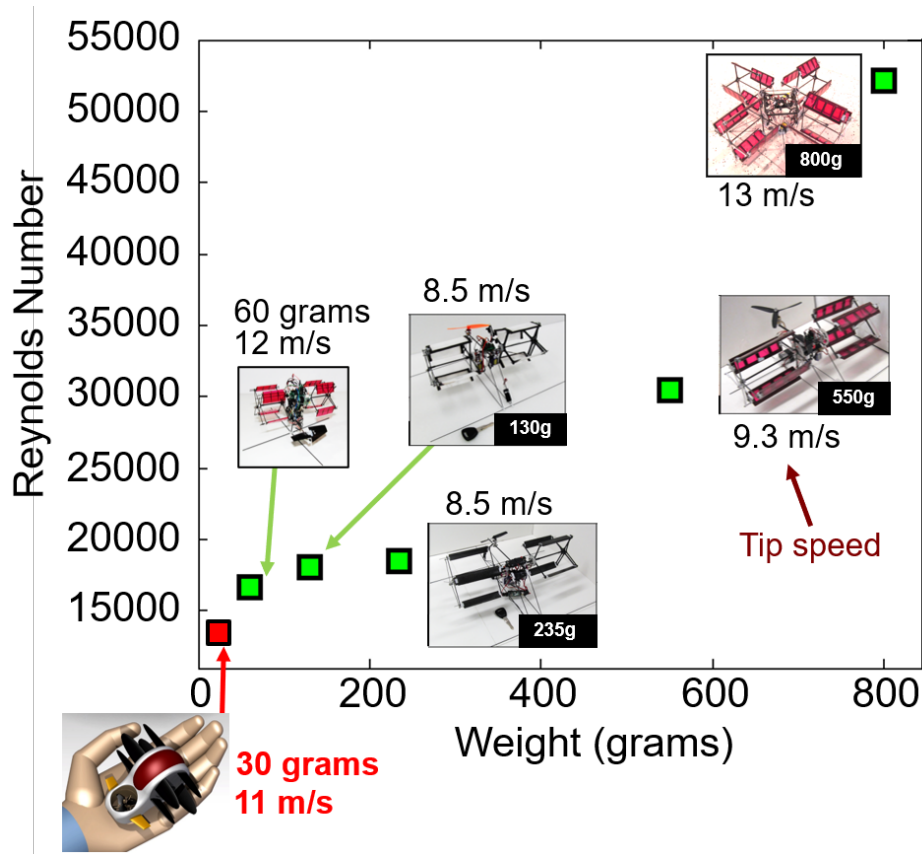 55000
50000
45000
40000
35000
30000
25000
20000
15000
Reynolds Number
0
200
400
600
800
Weight (grams)
800g
13 m/s
60 grams
12 m/s
8.5 m/s
130g
550g
9.3 m/s
Tip speed
8.5 m/s
235g
30 grams
11 m/s